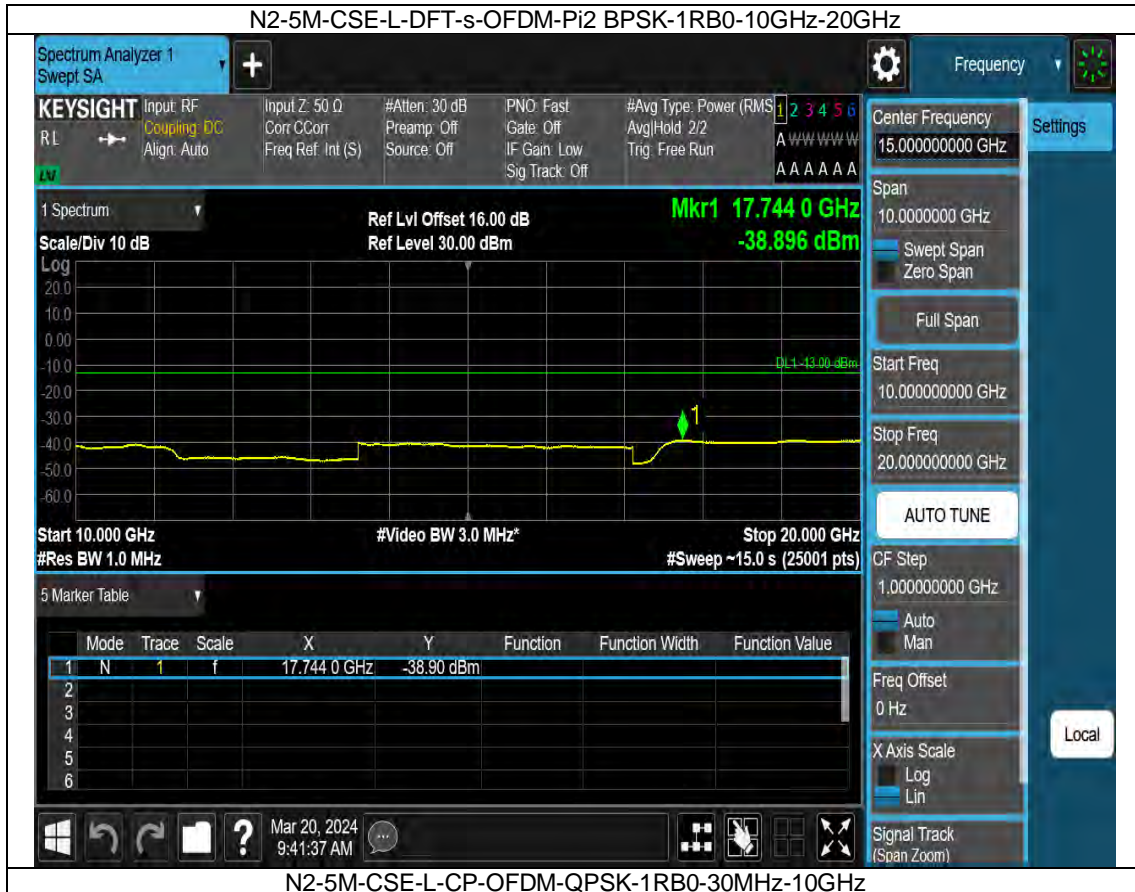 N2-5M-CSE-L-DFT-s-OFDM-Pi2 BPSK-1RB0-10GHz-20GHz
Spectrum Analyzer 1
Swept SA
Frequency
KEYSIGHT
RL
Input: RF
Coupling: DC
Align: Auto
Input Z: 50 Ω
Corr CCorr
Freq Ref: Int (S)
#Atten: 30 dB
Preamp: Off
Source: Off
PNO: Fast
Gate: Off
IF Gain: Low
Sig Track: Off
#Avg Type: Power (RMS
Avg|Hold: 2/2
Trig: Free Run
1 2 3 4 5 6
A W W W W W
A A A A A A
1 Spectrum
Scale/Div 10 dB
Ref Lvl Offset 16.00 dB
Ref Level 30.00 dBm
Mkr1 17.744 0 GHz
-38.896 dBm
Log
20.0
10.0
0.00
-10.0
-20.0
-30.0
-40.0
-50.0
-60.0
DL1 -13.00 dBm
1
Start 10.000 GHz
#Video BW 3.0 MHz*
Stop 20.000 GHz
#Res BW 1.0 MHz
#Sweep ~15.0 s (25001 pts)
5 Marker Table
Mode Trace Scale X Y Function Function Width Function Value
1 N 1 f 17.744 0 GHz -38.90 dBm
2
3
4
5
6
Mar 20, 2024
9:41:37 AM
Center Frequency
15.000000000 GHz
Settings
Span
10.0000000 GHz
Swept Span
Zero Span
Full Span
Start Freq
10.000000000 GHz
Stop Freq
20.000000000 GHz
AUTO TUNE
CF Step
1.000000000 GHz
Auto
Man
Freq Offset
0 Hz
X Axis Scale
Log
Lin
Local
Signal Track
(Span Zoom)
N2-5M-CSE-L-CP-OFDM-QPSK-1RB0-30MHz-10GHz